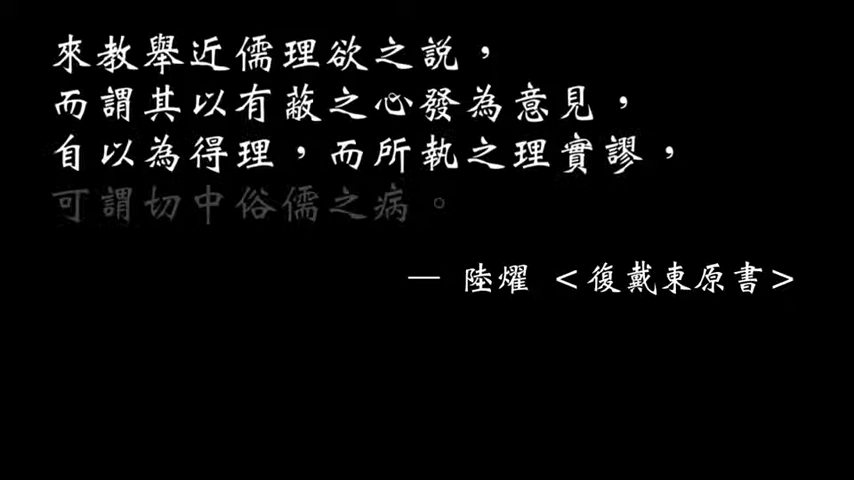 來教舉近儒理欲之説，
而謂其以有蔽之心發為意見，
自以為得理，而所執之理實謬，
可謂切中俗儒之病。
— 陸燿 <復戴東原書>